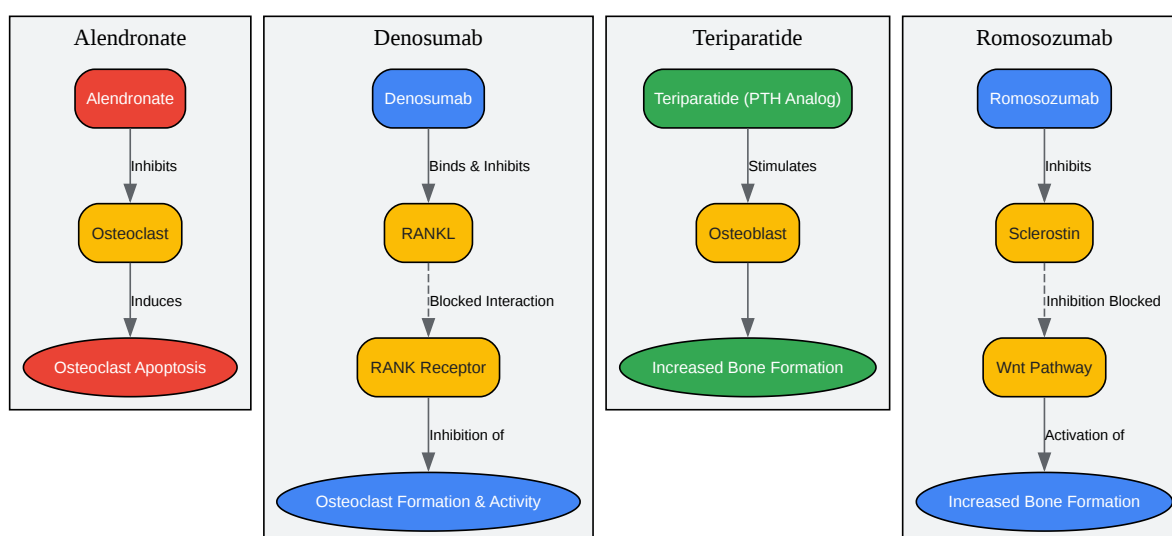 Alendronate
Alendronate
Inhibits
Osteoclast
Induces
Osteoclast Apoptosis
Denosumab
Denosumab
Binds & Inhibits
RANKL
Blocked Interaction
RANK Receptor
Inhibition of
Osteoclast Formation & Activity
Teriparatide
Teriparatide (PTH Analog)
Stimulates
Osteoblast
Increased Bone Formation
Romosozumab
Romosozumab
Inhibits
Sclerostin
Inhibition Blocked
Wnt Pathway
Activation of
Increased Bone Formation